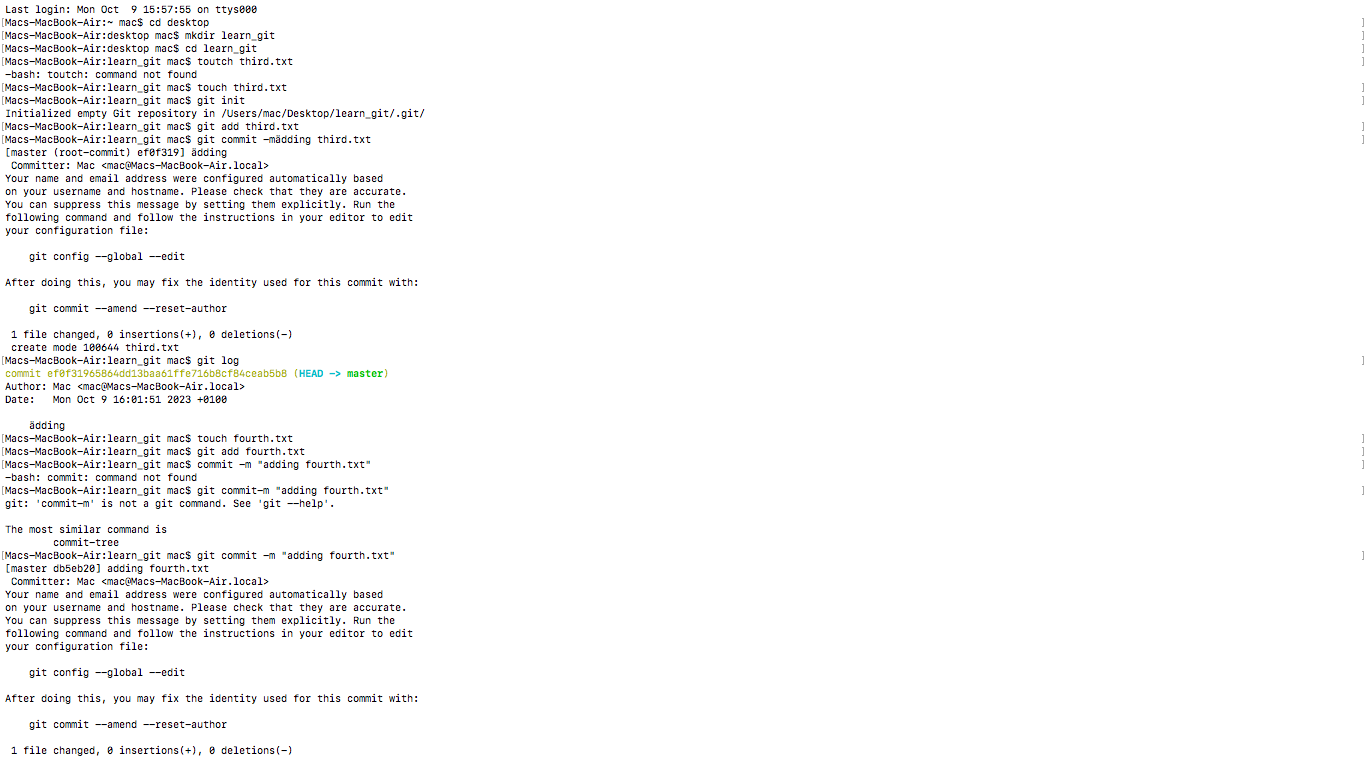 Last login: Mon Oct  9 15:57:55 on ttys000
[Macs-MacBook-Air:~ mac$ cd desktop ]
[Macs-MacBook-Air:desktop mac$ mkdir learn_git ]
[Macs-MacBook-Air:desktop mac$ cd learn_git ]
[Macs-MacBook-Air:learn_git mac$ toutch third.txt ]
-bash: toutch: command not found
[Macs-MacBook-Air:learn_git mac$ touch third.txt ]
[Macs-MacBook-Air:learn_git mac$ git init ]
Initialized empty Git repository in /Users/mac/Desktop/learn_git/.git/
[Macs-MacBook-Air:learn_git mac$ git add third.txt ]
[Macs-MacBook-Air:learn_git mac$ git commit -mädding third.txt ]
[master (root-commit) ef0f319] ädding
 Committer: Mac <mac@Macs-MacBook-Air.local>
Your name and email address were configured automatically based
on your username and hostname. Please check that they are accurate.
You can suppress this message by setting them explicitly. Run the
following command and follow the instructions in your editor to edit
your configuration file:

    git config --global --edit

After doing this, you may fix the identity used for this commit with:

    git commit --amend --reset-author

 1 file changed, 0 insertions(+), 0 deletions(-)
 create mode 100644 third.txt
[Macs-MacBook-Air:learn_git mac$ git log ]
commit ef0f31965864dd13baa61ffe716b8cf84ceab5b8 (HEAD -> master)
Author: Mac <mac@Macs-MacBook-Air.local>
Date:   Mon Oct 9 16:01:51 2023 +0100

    ädding
[Macs-MacBook-Air:learn_git mac$ touch fourth.txt ]
[Macs-MacBook-Air:learn_git mac$ git add fourth.txt ]
[Macs-MacBook-Air:learn_git mac$ commit -m "adding fourth.txt" ]
-bash: commit: command not found
[Macs-MacBook-Air:learn_git mac$ git commit-m "adding fourth.txt" ]
git: 'commit-m' is not a git command. See 'git --help'.

The most similar command is
        commit-tree
[Macs-MacBook-Air:learn_git mac$ git commit -m "adding fourth.txt" ]
[master db5eb20] adding fourth.txt
 Committer: Mac <mac@Macs-MacBook-Air.local>
Your name and email address were configured automatically based
on your username and hostname. Please check that they are accurate.
You can suppress this message by setting them explicitly. Run the
following command and follow the instructions in your editor to edit
your configuration file:

    git config --global --edit

After doing this, you may fix the identity used for this commit with:

    git commit --amend --reset-author

 1 file changed, 0 insertions(+), 0 deletions(-)